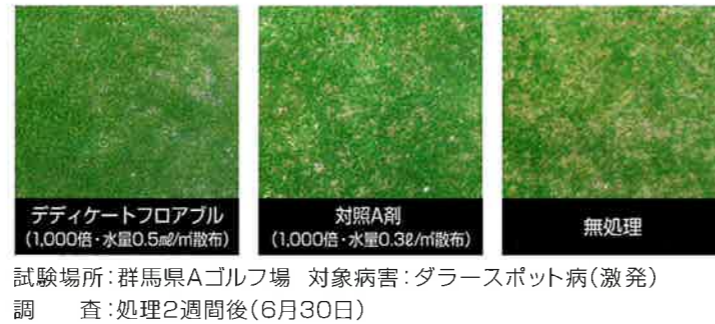 デディケートフロアブル
(1,000倍・水量0.5㎖/㎡散布)
対照A剤
(1,000倍・水量0.3ℓ/㎡散布)
無処理
試験場所：群馬県Aゴルフ場 対象病害：ダラースポット病(激発)
調 査：処理2週間後(6月30日)